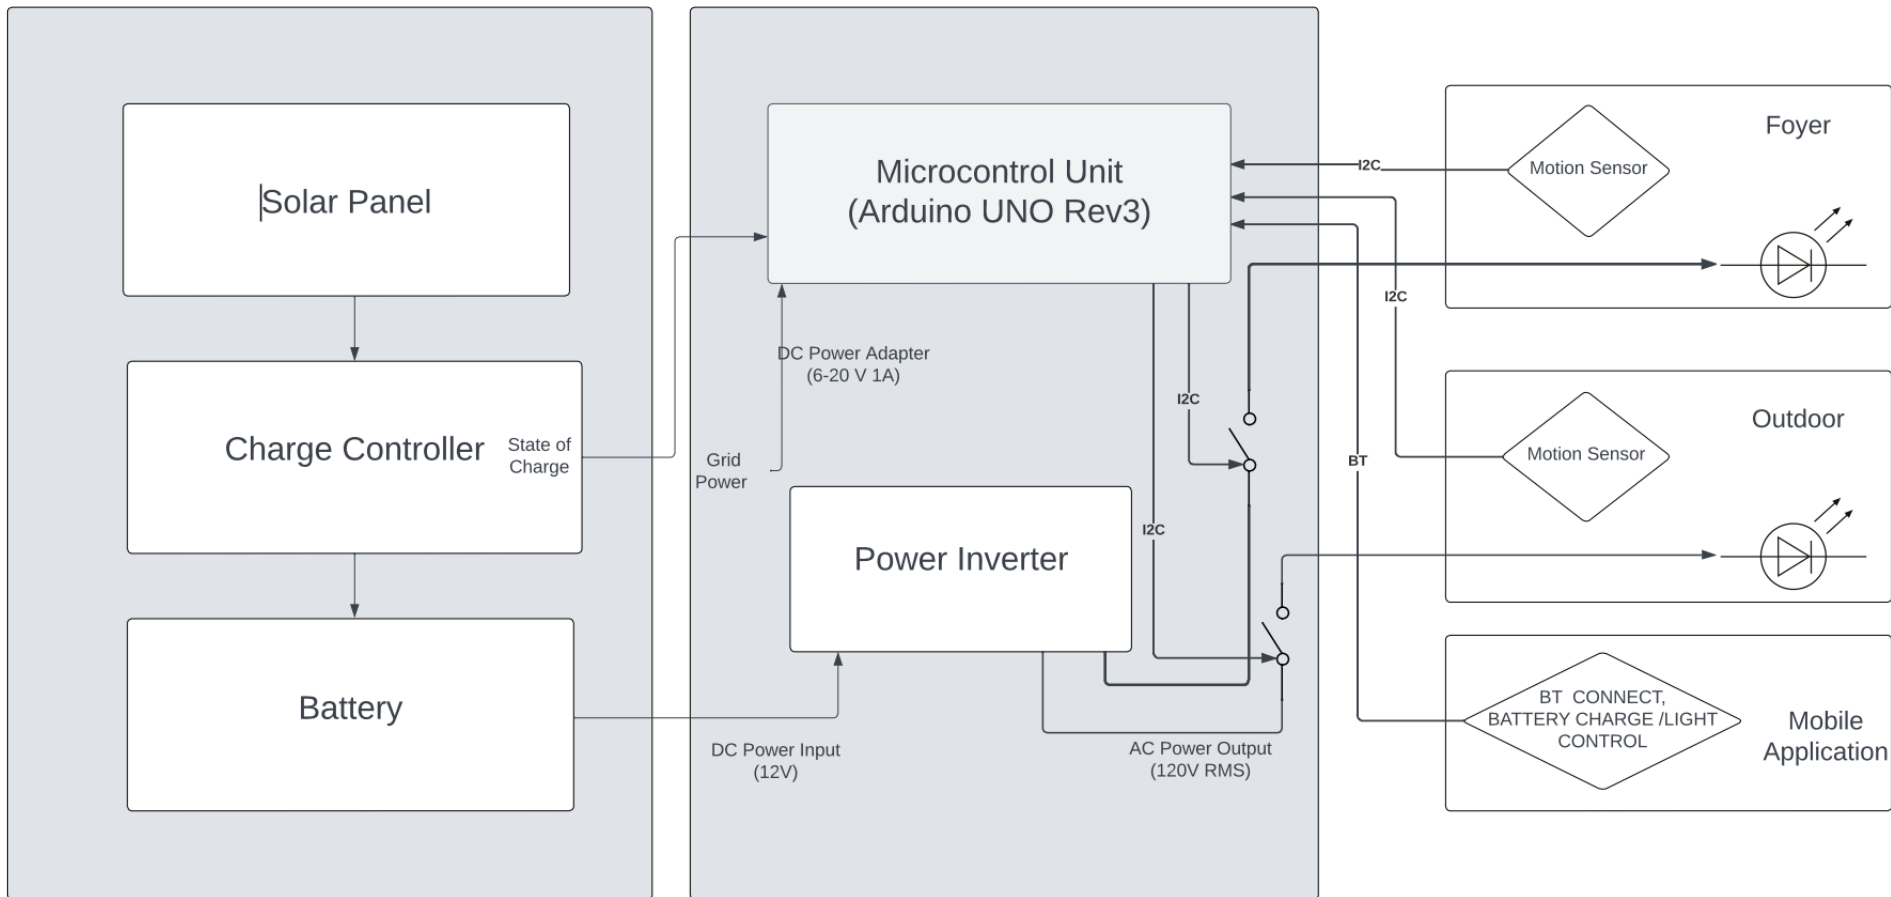 Solar Panel
Charge Controller
State of
Charge
Battery
Microcontrol Unit
(Arduino UNO Rev3)
DC Power Adapter
(6-20 V 1A)
Grid
Power
Power Inverter
DC Power Input
(12V)
AC Power Output
(120V RMS)
I2C
I2C
I2C
I2C
BT
Foyer
Motion Sensor
Outdoor
Motion Sensor
BT CONNECT,
BATTERY CHARGE /LIGHT
CONTROL
Mobile
Application